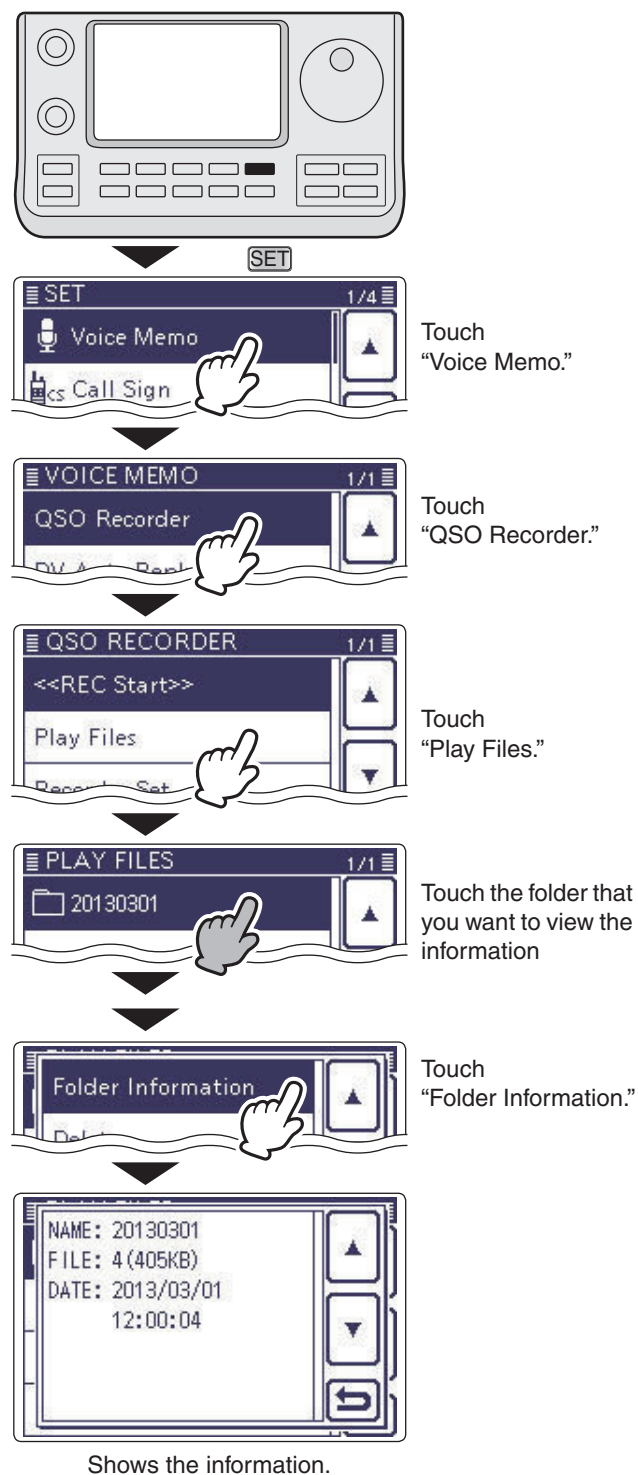 SET
SET 1/4
Voice Memo
CS Call Sign
Touch
“Voice Memo.”
VOICE MEMO 1/1
QSO Recorder
Touch
“QSO Recorder.”
QSO RECORDER 1/1
<<REC Start>>
Play Files
Touch
“Play Files.”
PLAY FILES 1/1
20130301
Touch the folder that
you want to view the
information
Folder Information
Touch
“Folder Information.”
NAME: 20130301
FILE: 4(405KB)
DATE: 2013/03/01
12:00:04
Shows the information.